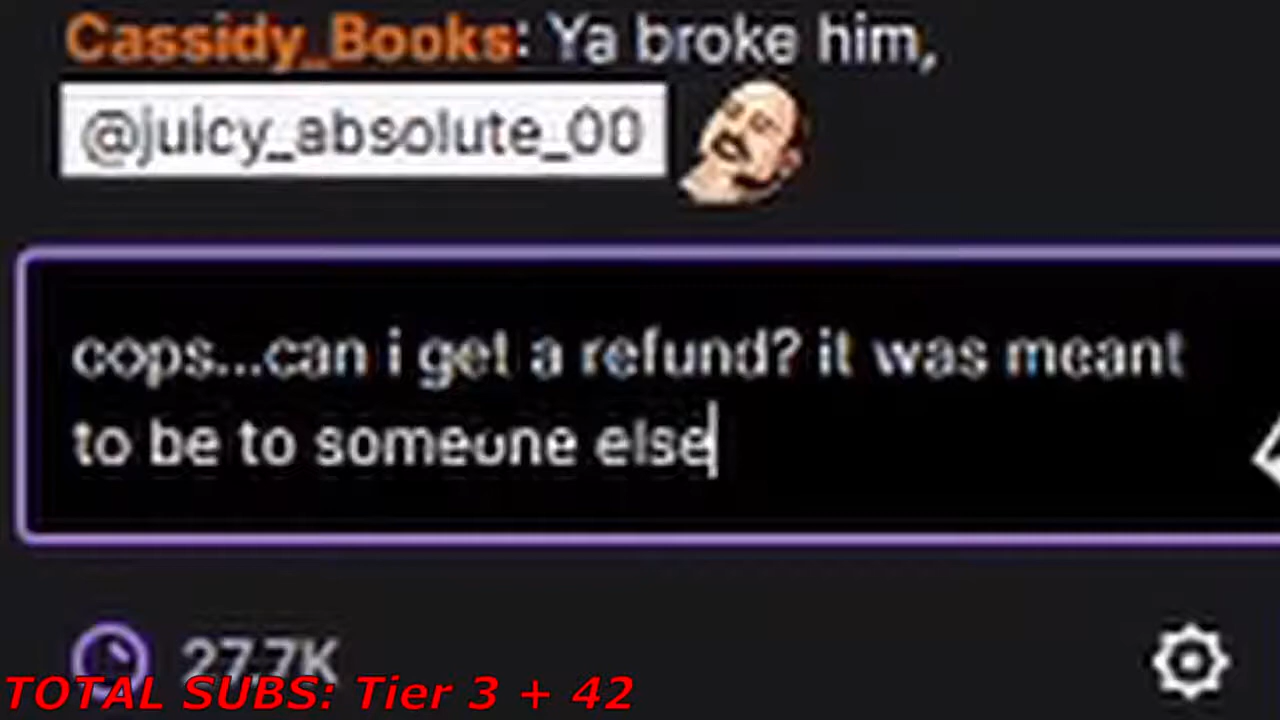 Cassidy_Books: Ya broke him,
@juicy_absolute_00
oops...can i get a refund? it was meant
to be to someone else
27.7K
TOTAL SUBS: Tier 3 + 42